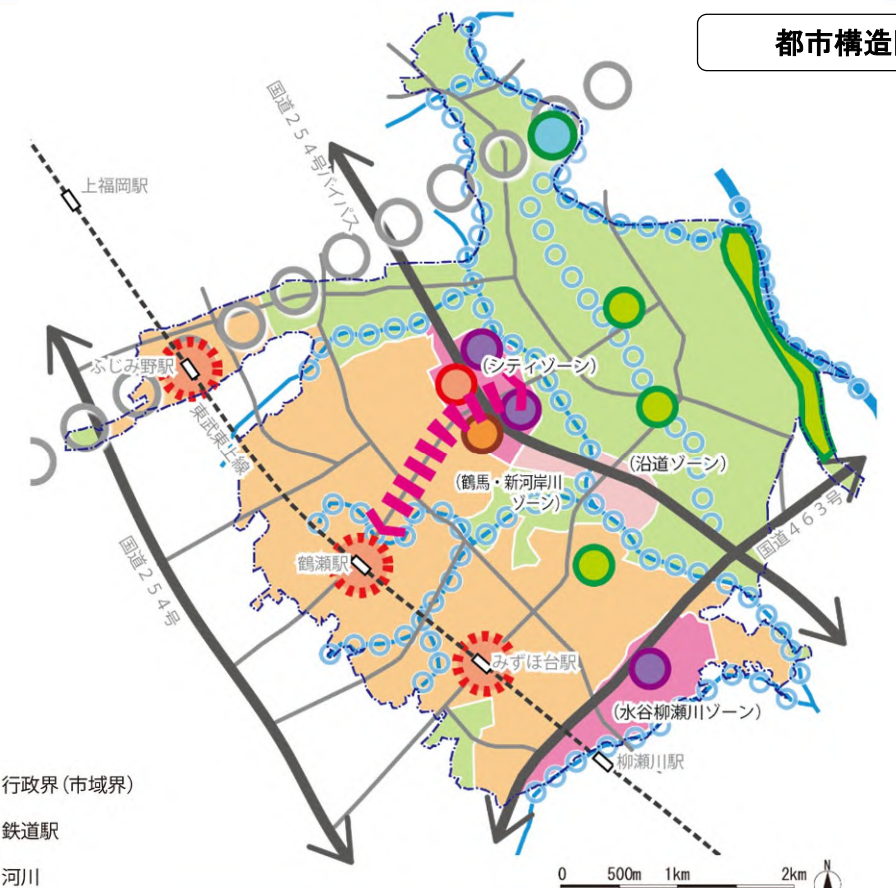 都市構造
国道２５４号バイパス
上福岡駅
ふじみ野駅
東武東上線
(シティゾーン)
(沿道ゾーン)
(鶴馬・新河岸川
ゾーン)
国道４６３号
国道２５４号
鶴瀬駅
みずほ台駅
(水谷柳瀬川ゾーン)
柳瀬川駅
行政界(市域界)
鉄道駅
河川
0 500m 1km 2km
N